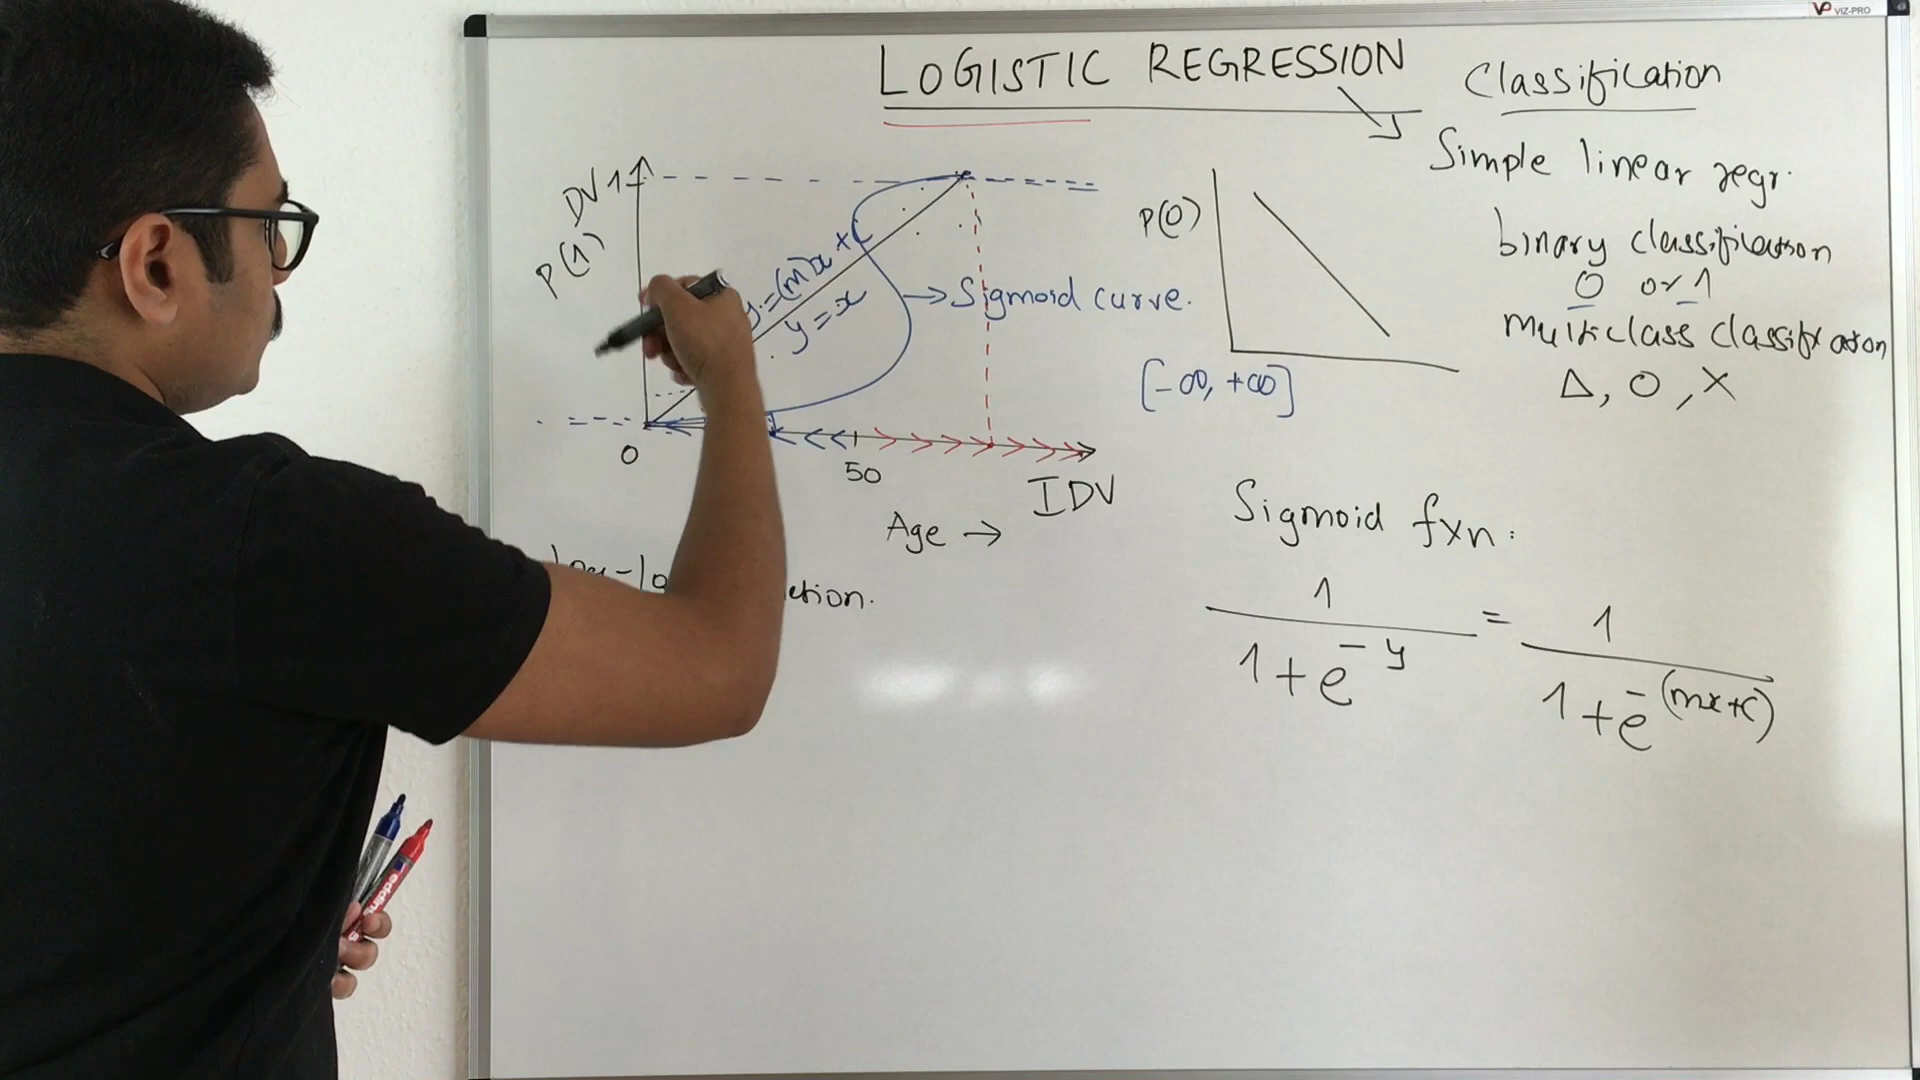 VIZ-PRO
LOGISTIC REGRESSION
Classification
Simple linear regr.
binary classification
0 or 1
Multiclass classification
Δ, O, X
DV 1
P(1)
y = (m)x + c
y = x
→ Sigmoid curve.
0
50
IDV
Age →
P(0)
[-∞, +∞]
Sigmoid fxn:
1 / 1+e^-y = 1 / 1+e^-(mx+c)
edding